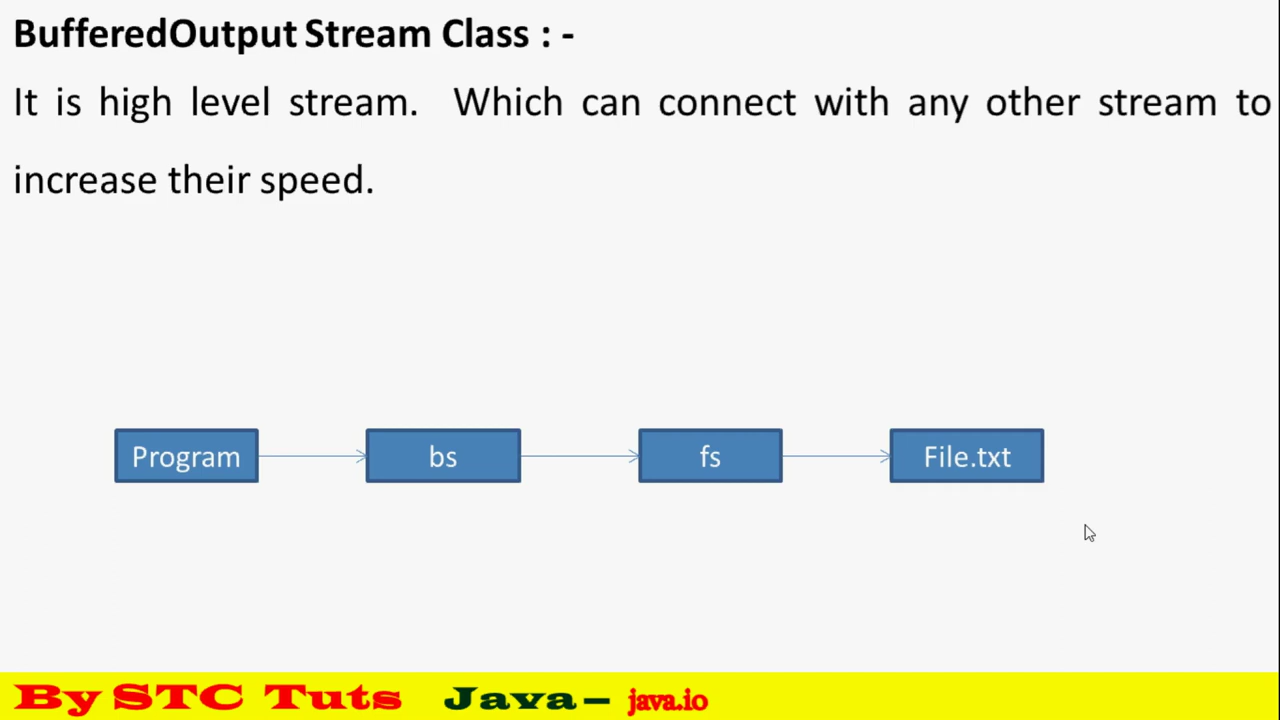 BufferedOutput Stream Class : -
It is high level stream. Which can connect with any other stream to
increase their speed.
Program bs fs File.txt
By STC Tuts Java – java.io